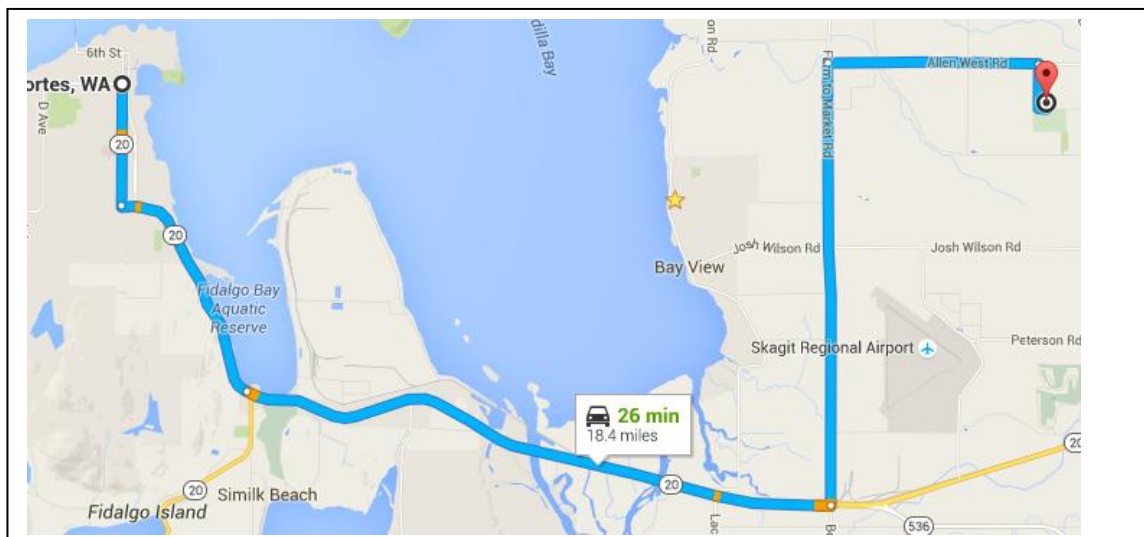 6th St
ortes, WA
D Ave
20
20
Fidalgo Bay
Aquatic
Reserve
20
Similk Beach
Fidalgo Island
dilla Bay
on Rd
Bay View
26 min
18.4 miles
20
Lac
Farm to Market Rd
Allen West Rd
Josh Wilson Rd
Josh Wilson Rd
Skagit Regional Airport
Peterson Rd
20
536